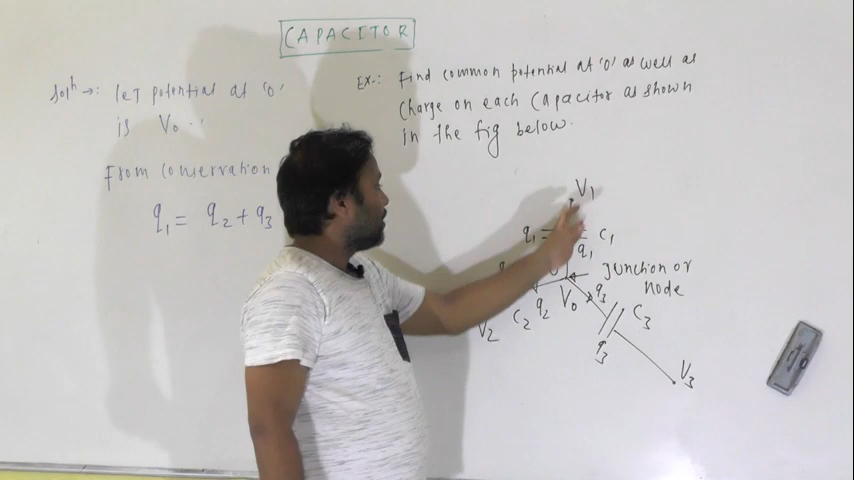 CAPACITOR
Solⁿ →: let potential at 'O'
is V₀.
From conservation
q₁ = q₂ + q₃
Ex.: Find common potential at 'O' as well as
charge on each capacitor as shown
in the fig below.
V₁
q₁
C₁
q₁
Junction or
node
V₀
q₃
C₃
q₃
V₃
q₂
C₂
V₂